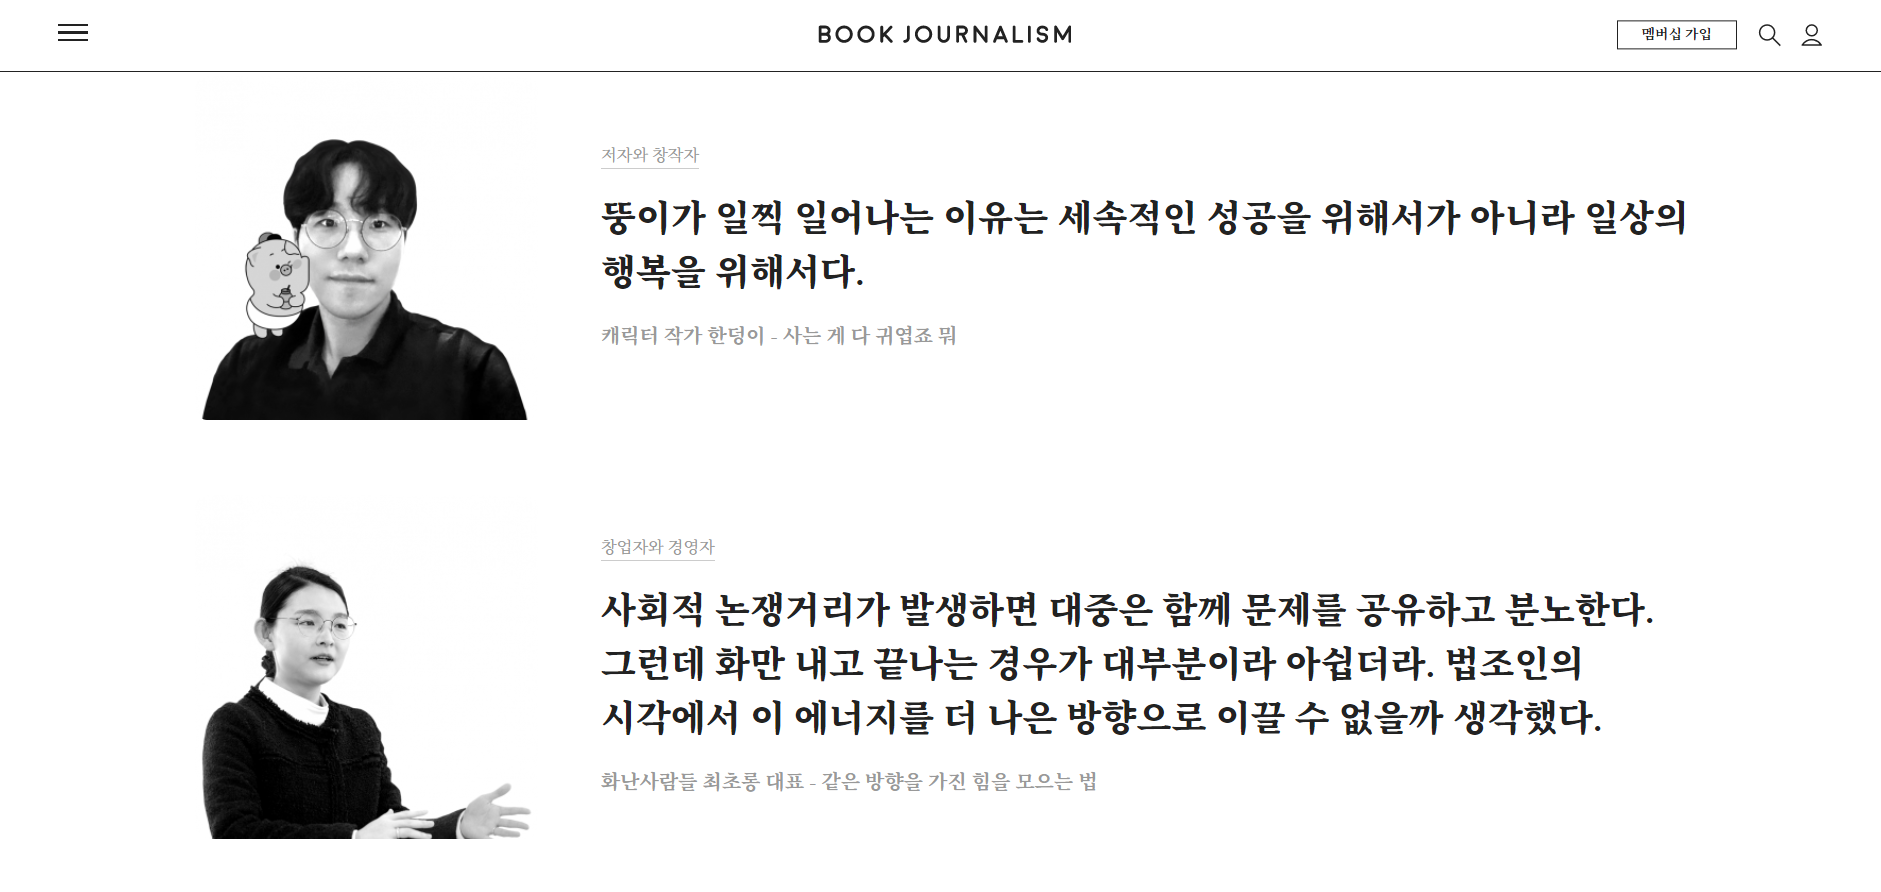 BOOK JOURNALISM
멤버십 가입
저자와 창작자
뚱이가 일찍 일어나는 이유는 세속적인 성공을 위해서가 아니라 일상의
행복을 위해서다.
캐릭터 작가 한덩이 - 사는 게 다 귀엽죠 뭐
창업자와 경영자
사회적 논쟁거리가 발생하면 대중은 함께 문제를 공유하고 분노한다.
그런데 화만 내고 끝나는 경우가 대부분이라 아쉽더라. 법조인의
시각에서 이 에너지를 더 나은 방향으로 이끌 수 없을까 생각했다.
화난사람들 최초롱 대표 - 같은 방향을 가진 힘을 모으는 법